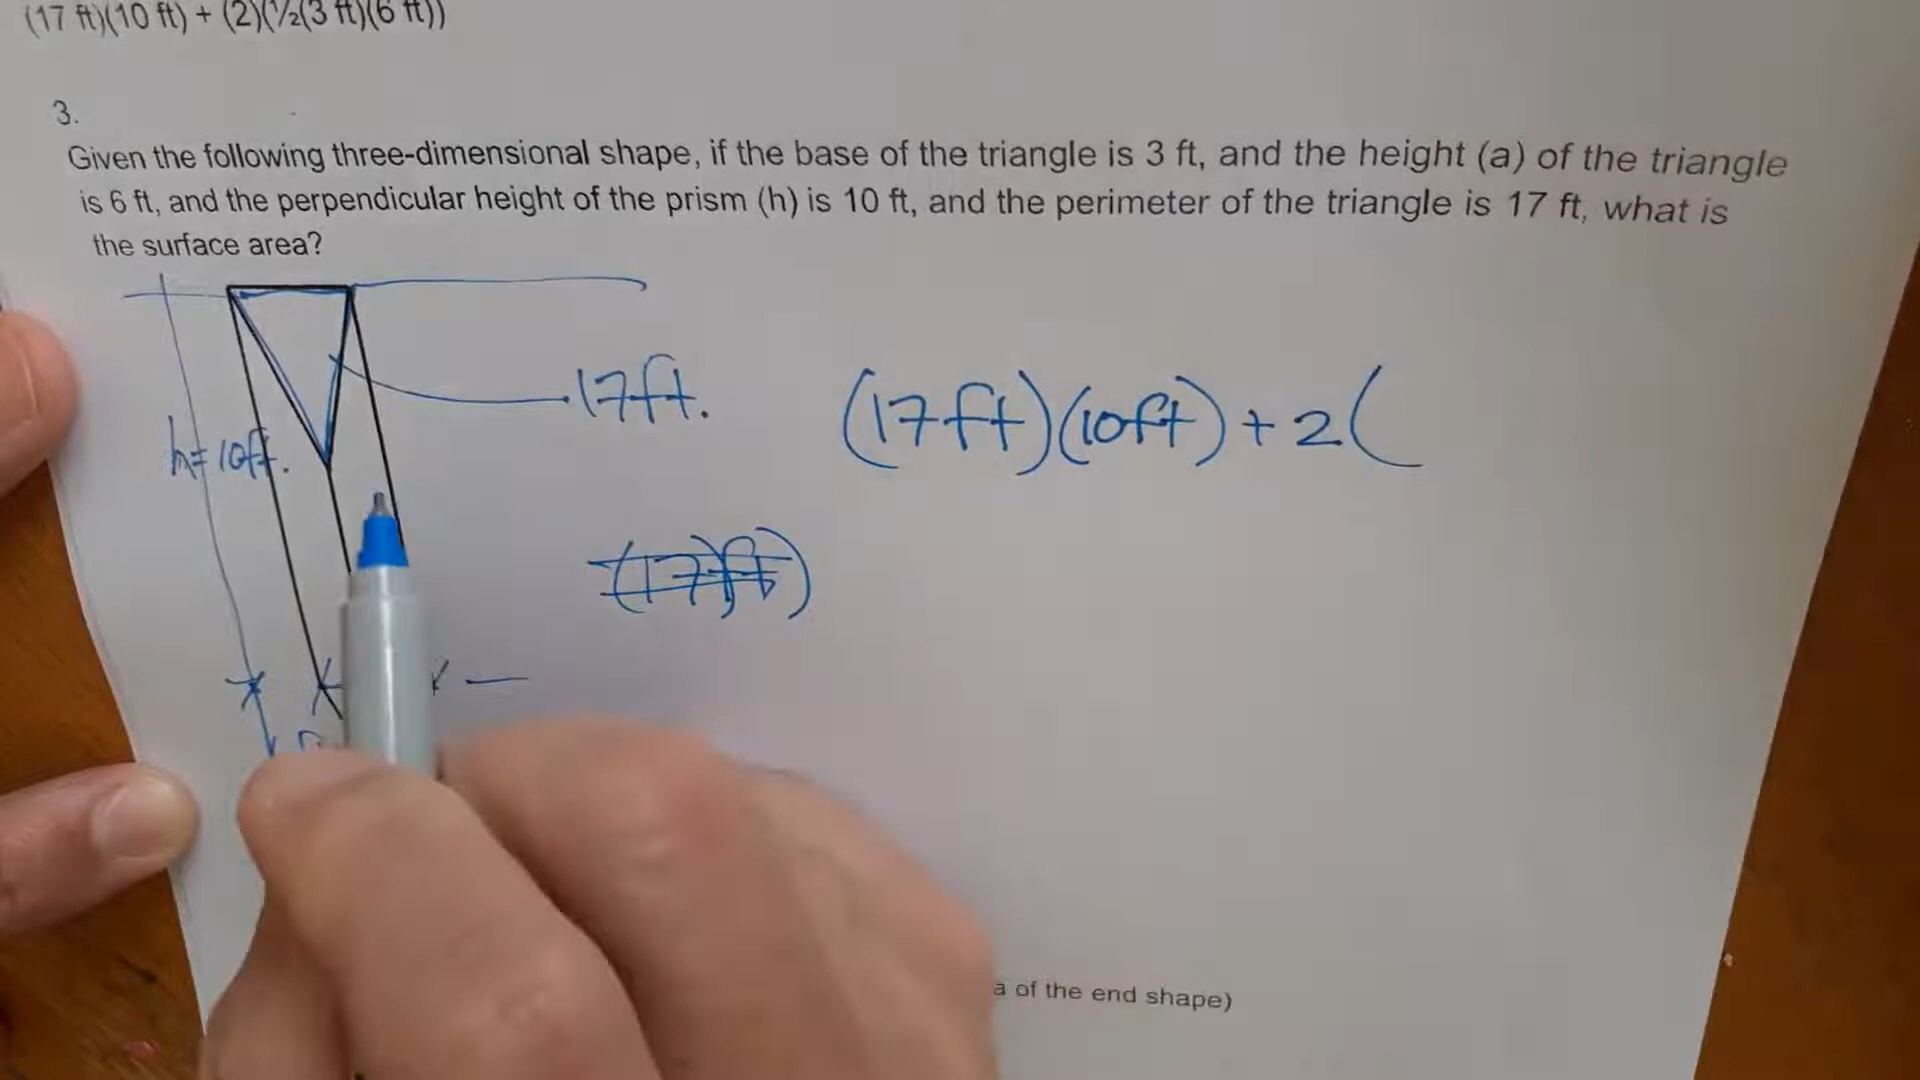 (17 ft)(10 ft) + (2)(½(3 ft)(6 ft))
3.
Given the following three-dimensional shape, if the base of the triangle is 3 ft, and the height (a) of the triangle
is 6 ft, and the perpendicular height of the prism (h) is 10 ft, and the perimeter of the triangle is 17 ft, what is
the surface area?
17ft.
(17ft)(10ft)+2(
h=10ft.
(17)ft)
a of the end shape)